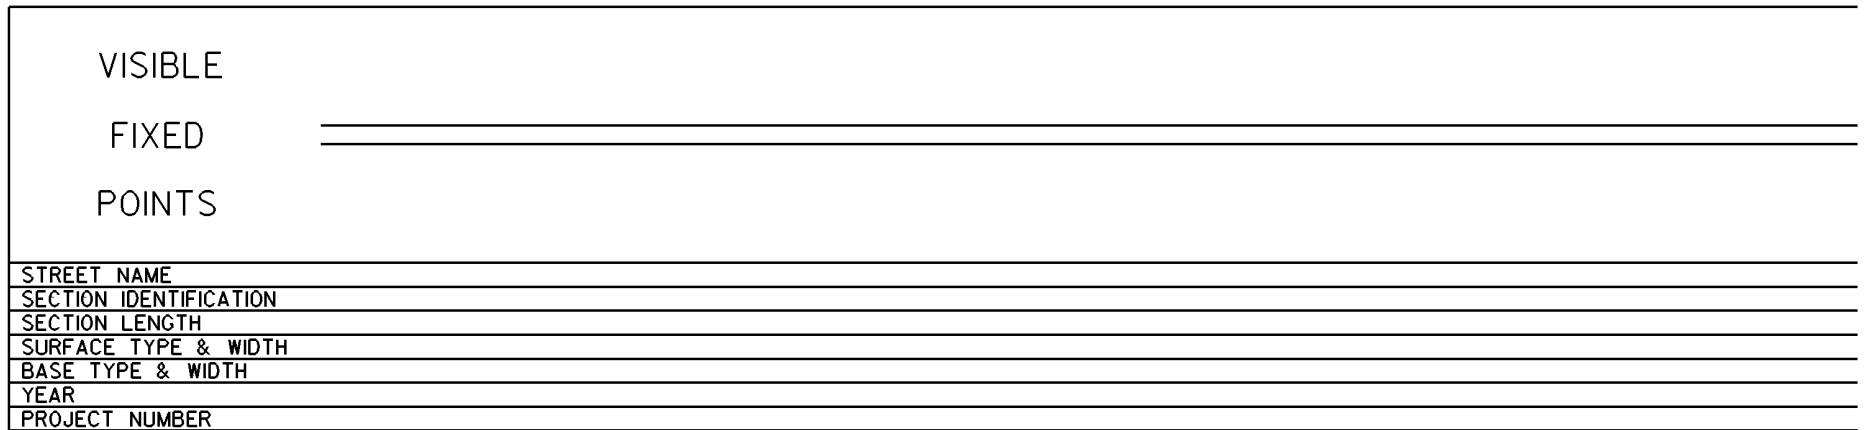 VISIBLE
FIXED
POINTS
STREET NAME
SECTION IDENTIFICATION
SECTION LENGTH
SURFACE TYPE & WIDTH
BASE TYPE & WIDTH
YEAR
PROJECT NUMBER